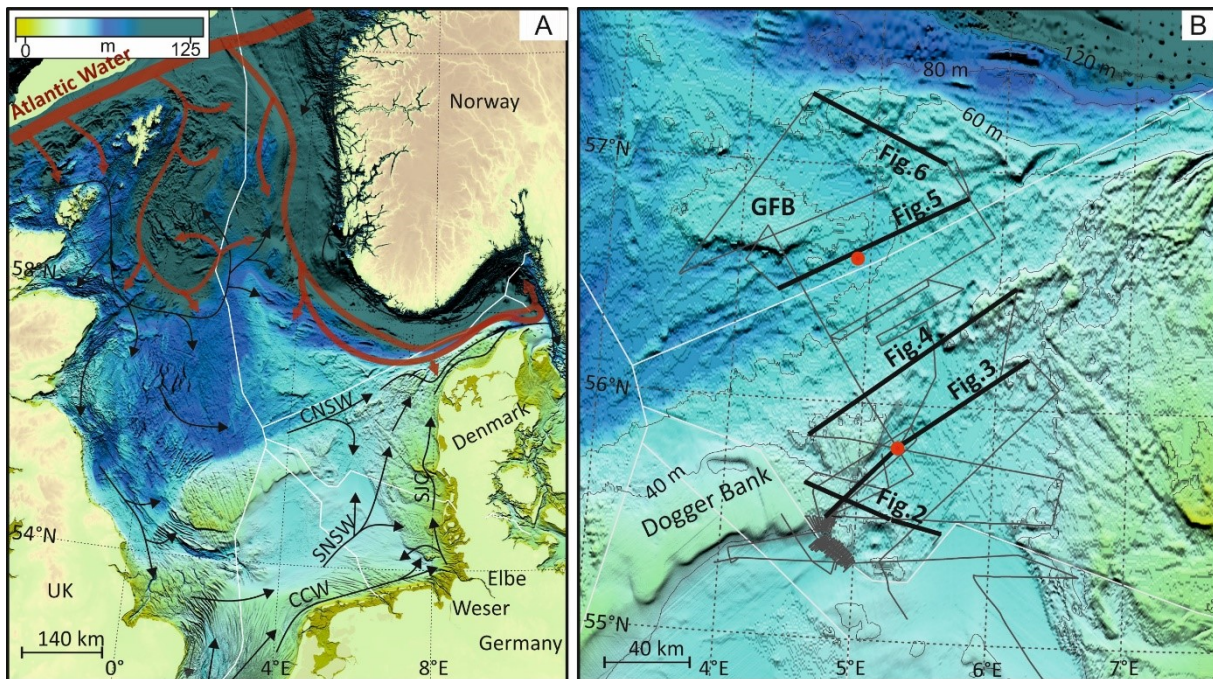 A
0
m
125
Atlantic Water
Norway
58°N
CNSW
Denmark
SJC
54°N
SNSW
UK
CCW
Elbe
Weser
Germany
140 km
0°
4°E
8°E
B
120 m
80 m
60 m
57°N
Fig.6
GFB
Fig.5
Fig.4
56°N
Fig.3
40 m
Dogger Bank
Fig.2
55°N
40 km
4°E
5°E
6°E
7°E